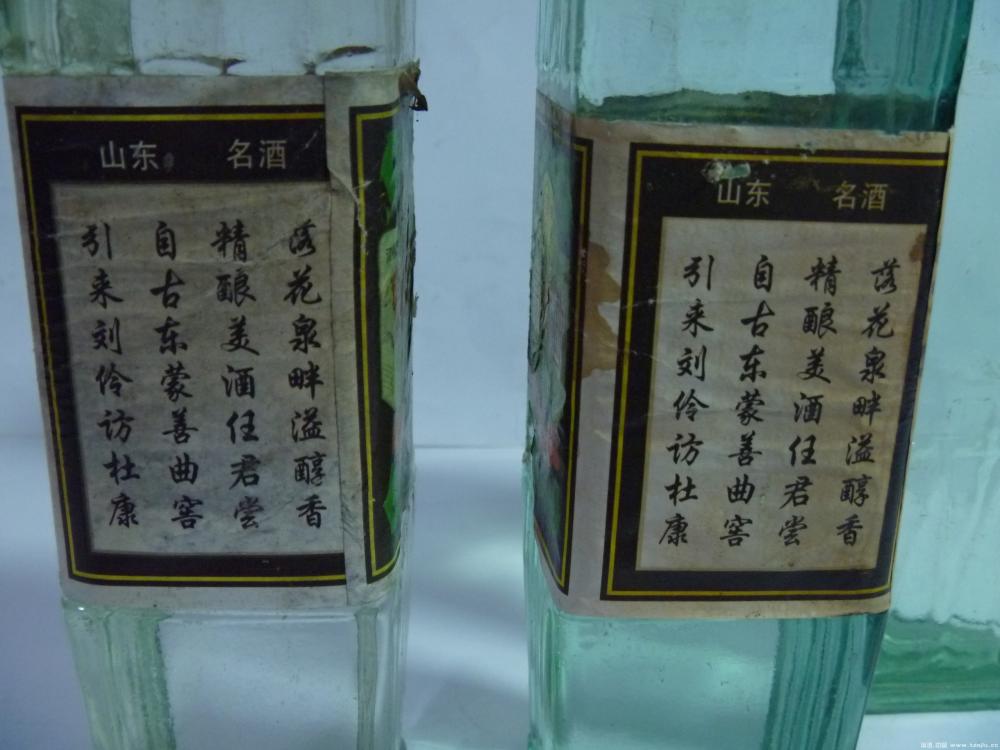 山东 名酒
落花泉畔溢醇香
精酿美酒任君尝
自古东蒙善曲窖
引来刘伶访杜康
山东 名酒
落花泉畔溢醇香
精酿美酒任君尝
自古东蒙善曲窖
引来刘伶访杜康